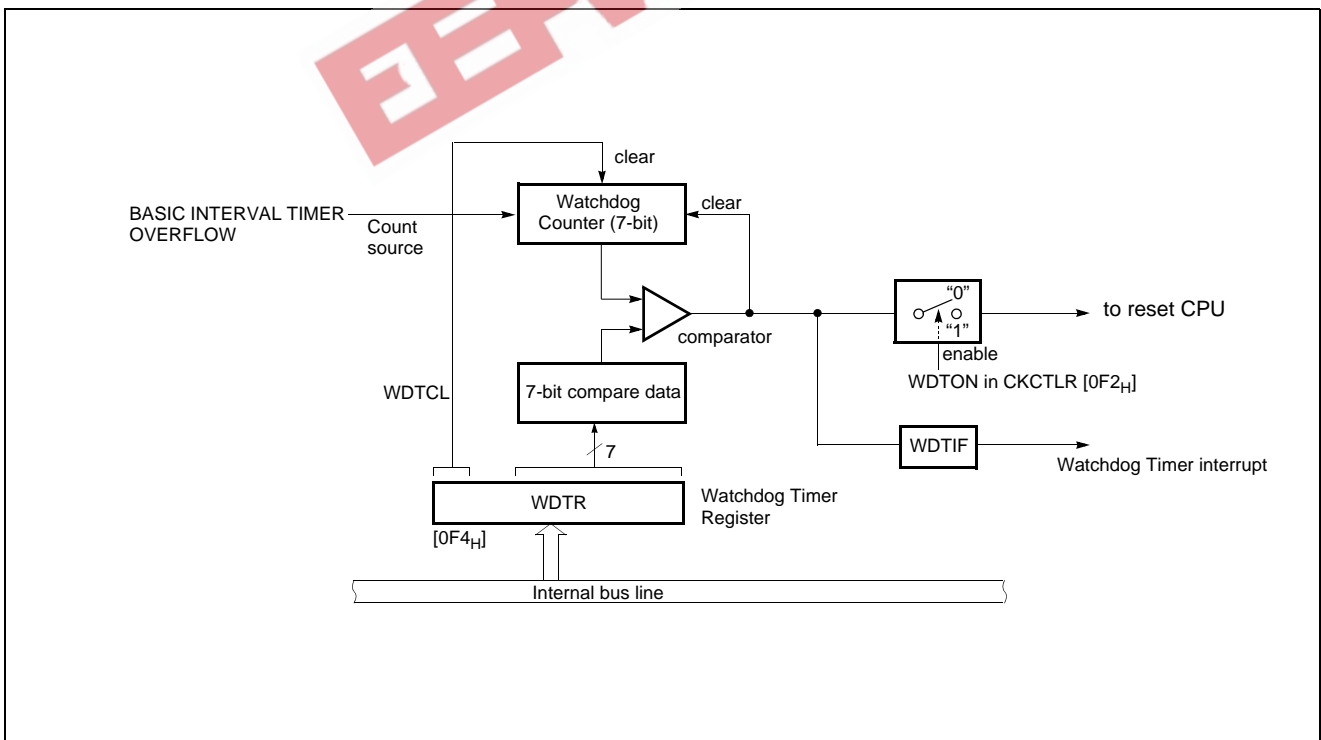 clear
Watchdog
Counter (7-bit)
clear
BASIC INTERVAL TIMER
OVERFLOW
Count
source
"0"
"1"
to reset CPU
comparator
enable
WDTON in CKCTLR [0F2H]
WDTCL
7-bit compare data
7
WDTIF
Watchdog Timer interrupt
WDTR
Watchdog Timer
Register
[0F4H]
Internal bus line